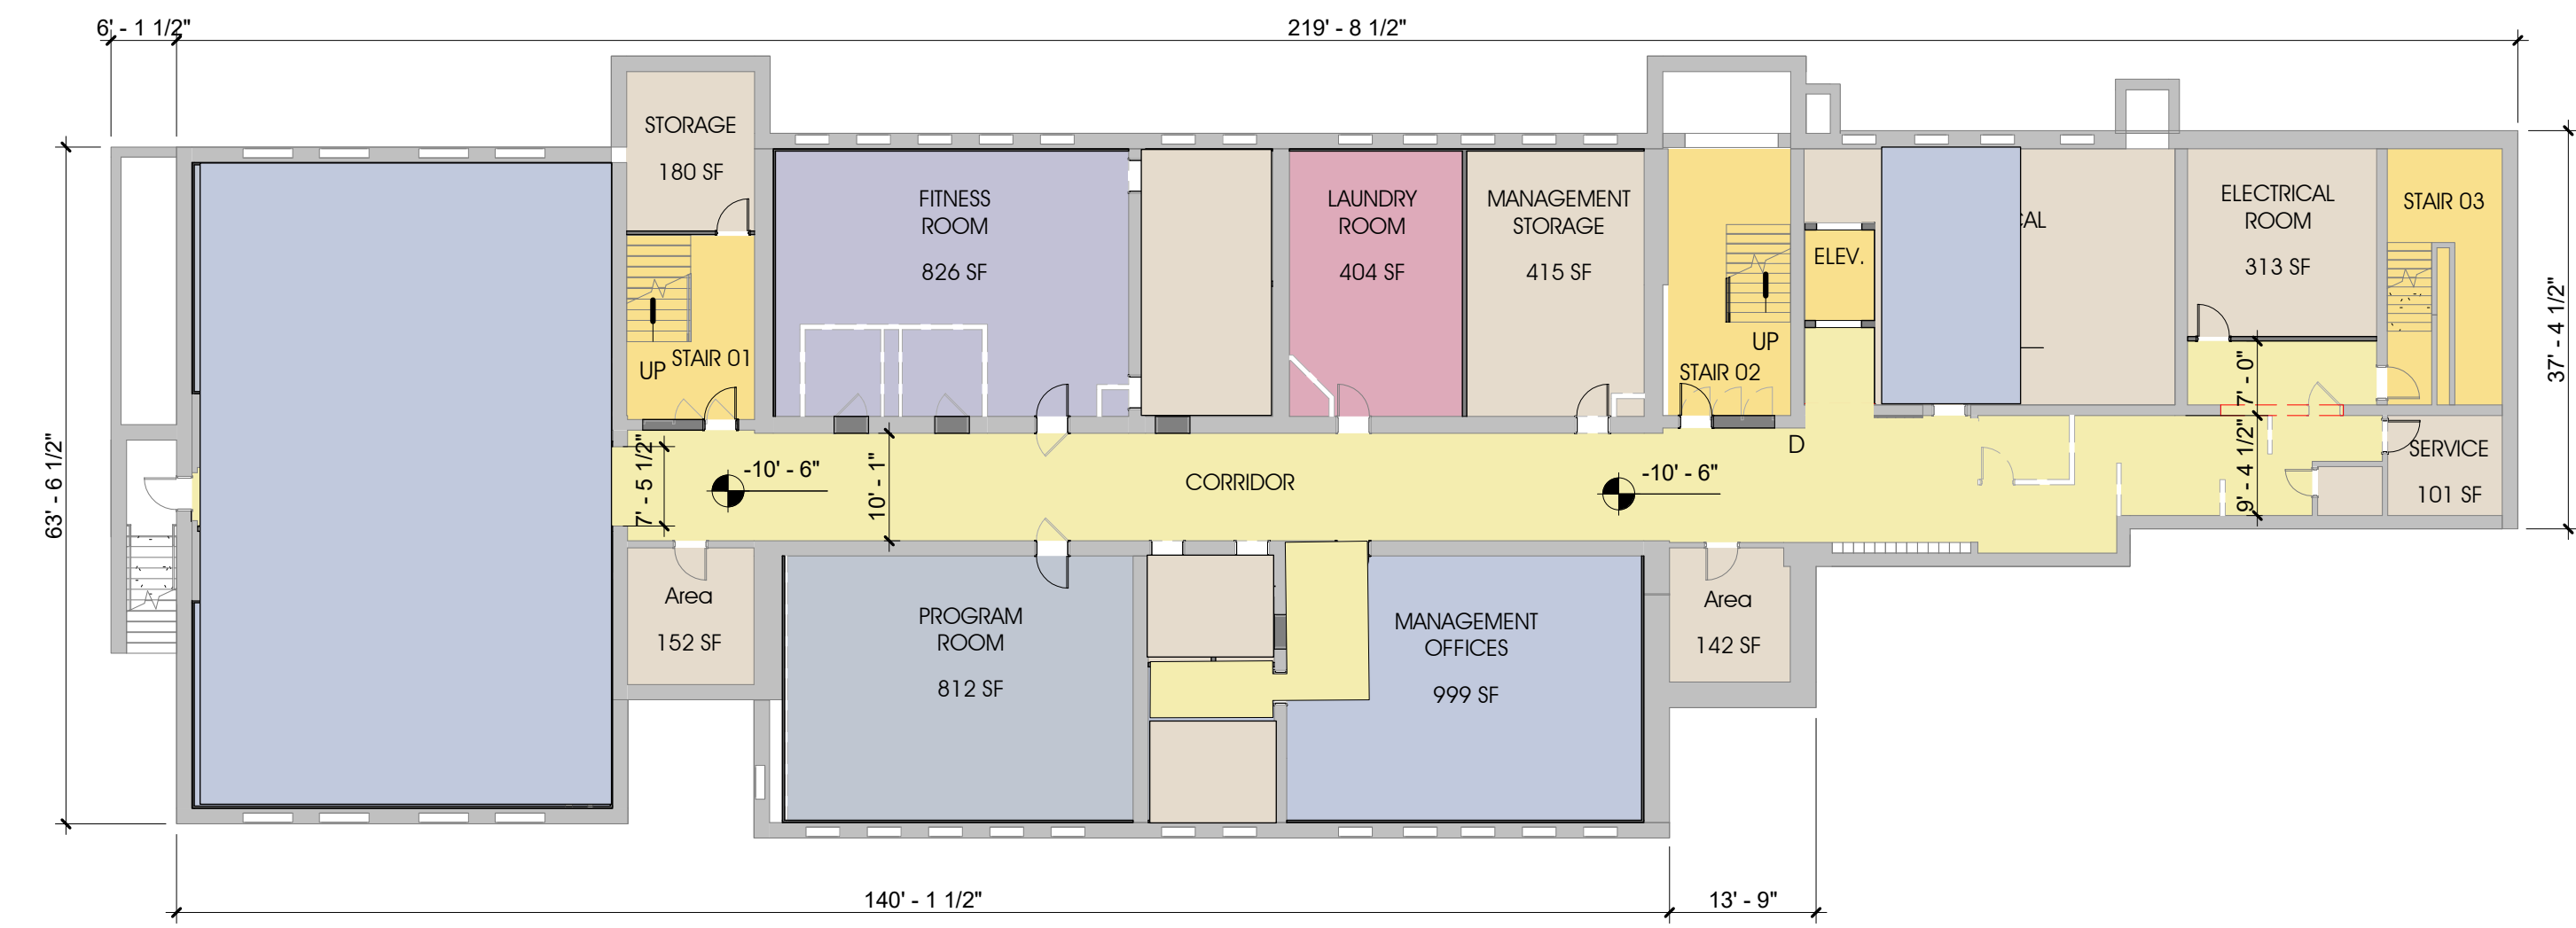 6' - 1 1/2"
219' - 8 1/2"
STORAGE
180 SF
FITNESS
ROOM
826 SF
LAUNDRY
ROOM
404 SF
MANAGEMENT
STORAGE
415 SF
ELEV.
CAL
ELECTRICAL
ROOM
313 SF
STAIR 03
37' - 4 1/2"
UP
STAIR 01
UP
STAIR 02
7' - 0"
63' - 6 1/2"
7' - 5 1/2"
-10' - 6"
10' - 1"
CORRIDOR
-10' - 6"
D
9' - 4 1/2"
SERVICE
101 SF
Area
152 SF
PROGRAM
ROOM
812 SF
MANAGEMENT
OFFICES
999 SF
Area
142 SF
140' - 1 1/2"
13' - 9"